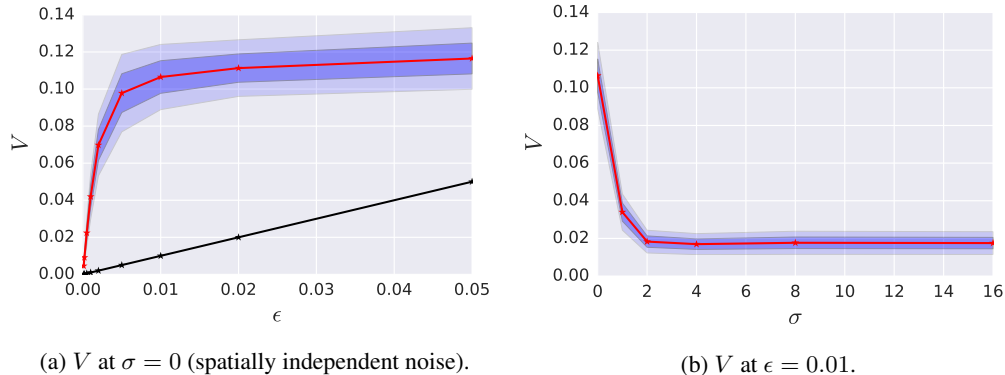 0.14
0.12
0.10
0.08
0.06
0.04
0.02
0.00
V
0.00 0.01 0.02 0.03 0.04 0.05
ϵ
(a) V at σ = 0 (spatially independent noise).
0.14
0.12
0.10
0.08
0.06
0.04
0.02
0.00
V
0 2 4 6 8 10 12 14 16
σ
(b) V at ϵ = 0.01.